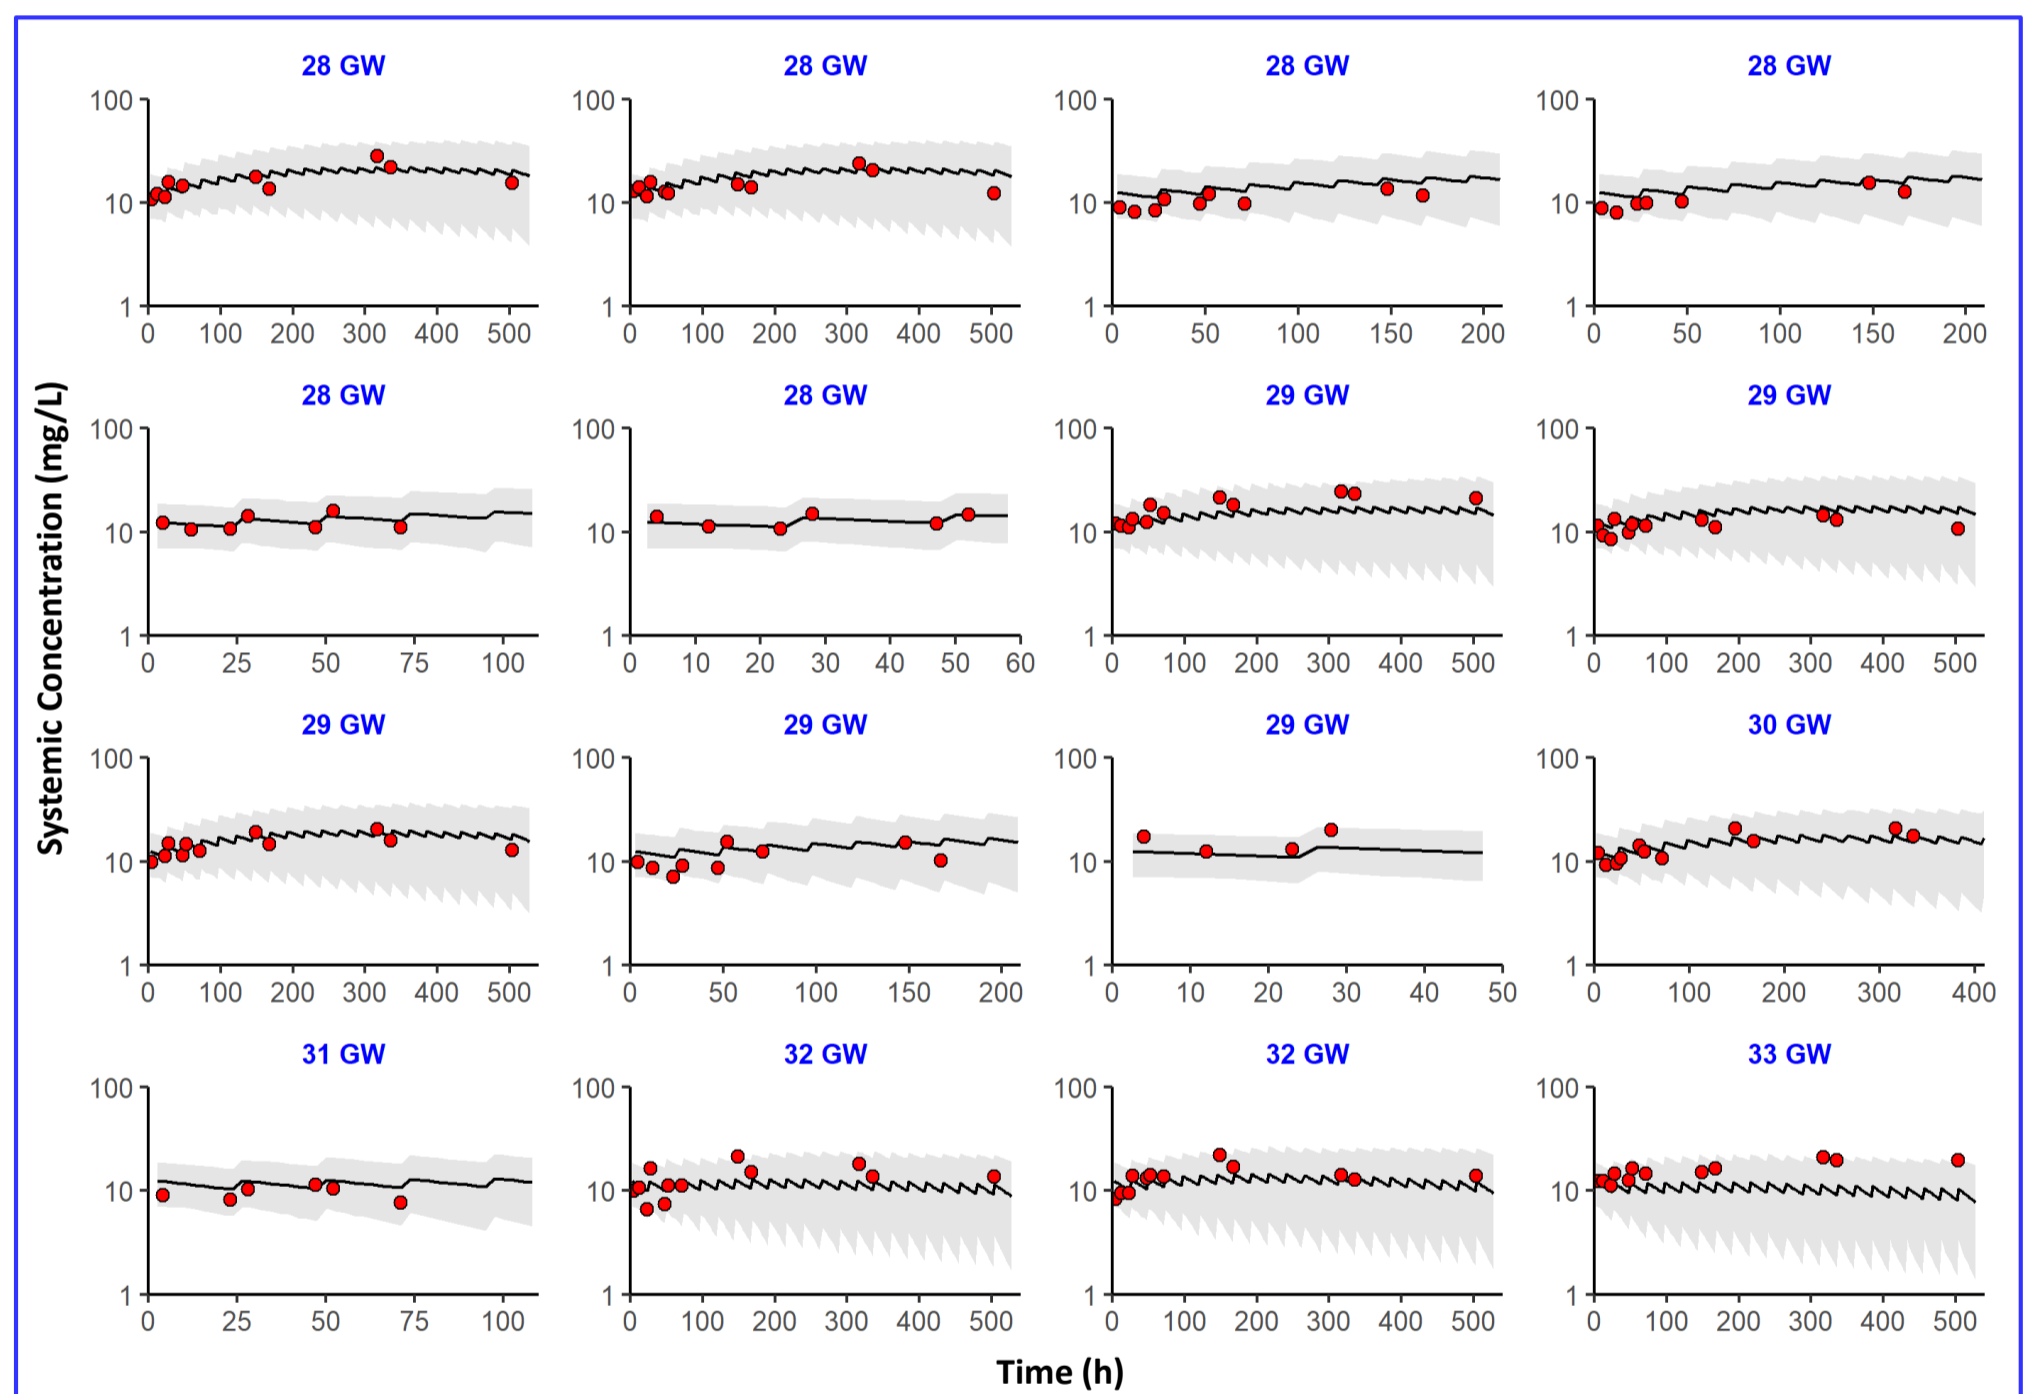 28 GW 28 GW 28 GW 28 GW
100 100 100 100
10 10 10 10
1 1 1 1
0 100 200 300 400 500 0 100 200 300 400 500 0 50 100 150 200 0 50 100 150 200
28 GW 28 GW 29 GW 29 GW
100 100 100 100
10 10 10 10
1 1 1 1
0 25 50 75 100 0 10 20 30 40 50 60 0 100 200 300 400 500 0 100 200 300 400 500
Systemic Concentration (mg/L)
29 GW 29 GW 29 GW 30 GW
100 100 100 100
10 10 10 10
1 1 1 1
0 100 200 300 400 500 0 50 100 150 200 0 10 20 30 40 50 0 100 200 300 400
31 GW 32 GW 32 GW 33 GW
100 100 100 100
10 10 10 10
1 1 1 1
0 25 50 75 100 0 100 200 300 400 500 0 100 200 300 400 500 0 100 200 300 400 500
Time (h)